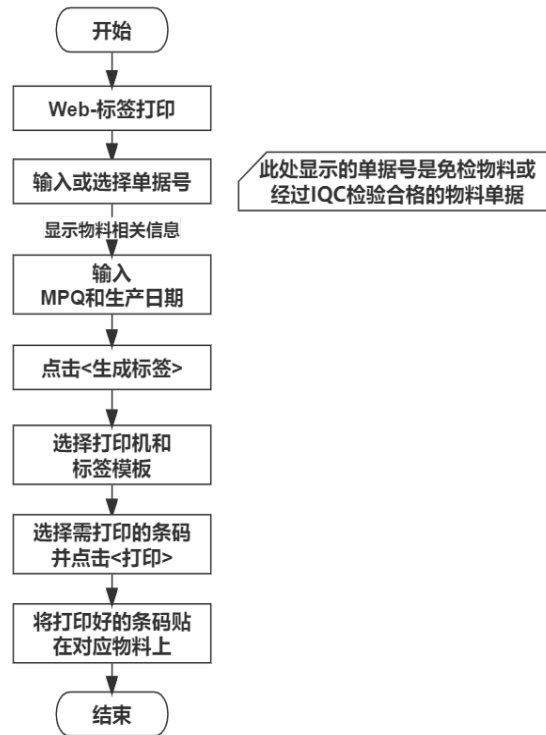 开始
Web-标签打印
输入或选择单据号
此处显示的单据号是免检物料或
经过IQC检验合格的物料单据
显示物料相关信息
输入
MPQ和生产日期
点击<生成标签>
选择打印机和
标签模板
选择需打印的条码
并点击<打印>
将打印好的条码贴
在对应物料上
结束